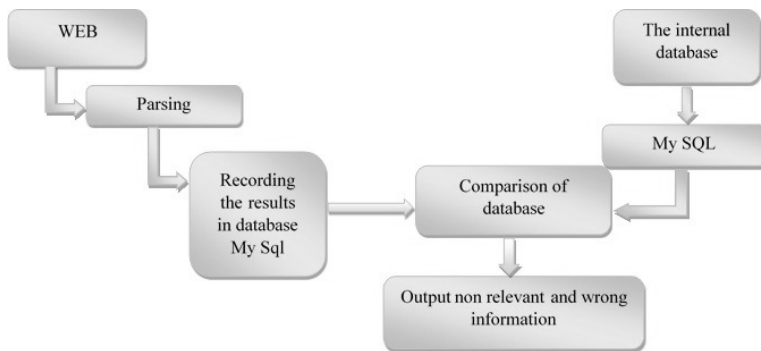 WEB
Parsing
Recording
the results
in database
My Sql
The internal
database
My SQL
Comparison of
database
Output non relevant and wrong
information